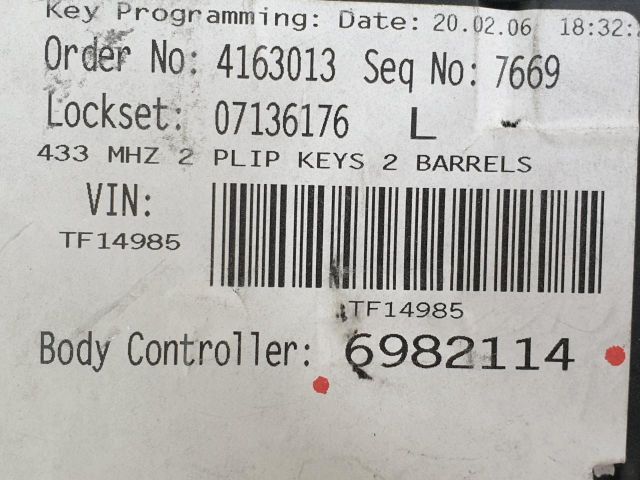 Key Programming: Date: 20.02.06 18:32:
Order No: 4163013 Seq No: 7669
Lockset: 07136176 L
433 MHZ 2 PLIP KEYS 2 BARRELS
VIN:
TF14985
TF14985
Body Controller: 6982114